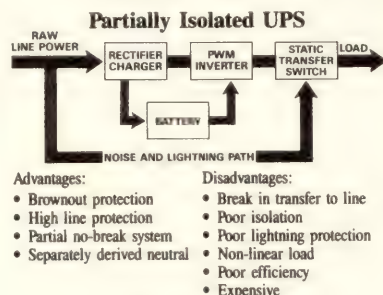 Partially Isolated UPS
RAW
LINE POWER
RECTIFIER
CHARGER
PWM
INVERTER
STATIC
TRANSFER
SWITCH
LOAD
BATTERY
NOISE AND LIGHTNING PATH
Advantages:
• Brownout protection
• High line protection
• Partial no-break system
• Separately derived neutral
Disadvantages:
• Break in transfer to line
• Poor isolation
• Poor lightning protection
• Non-linear load
• Poor efficiency
• Expensive